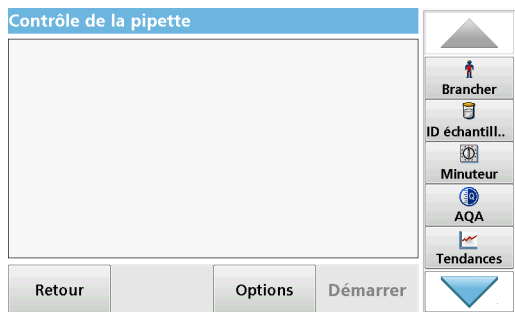 Contrôle de la pipette
Brancher
ID échantill..
Minuteur
AQA
Tendances
Retour
Options
Démarrer